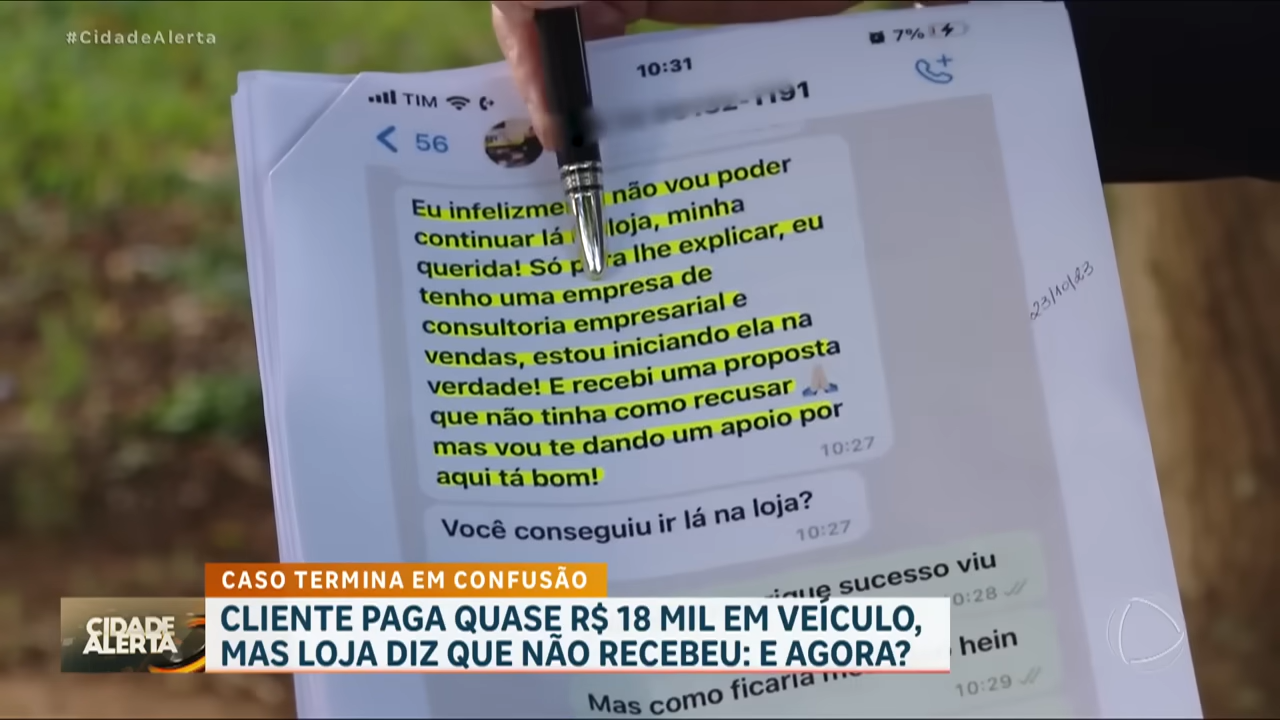 #CidadeAlerta
10:31
7%
TIM
56
1191
Eu não vou poder
continuar lá loja, minha
querida! Só lhe explicar, eu
tenho uma empresa de
consultoria empresarial e
vendas, estou iniciando ela na
verdade! E recebi uma proposta
que não tinha como recusar 🙏🏻
mas vou te dando um apoio por
aqui tá bom!
10:27
Você conseguiu ir lá na loja?
10:27
sucesso viu
0:28
hein
Mas como ficaria
10:29
23/10/23
CASO TERMINA EM CONFUSÃO
CIDADE
ALERTA
CLIENTE PAGA QUASE R$ 18 MIL EM VEÍCULO,
MAS LOJA DIZ QUE NÃO RECEBEU: E AGORA?